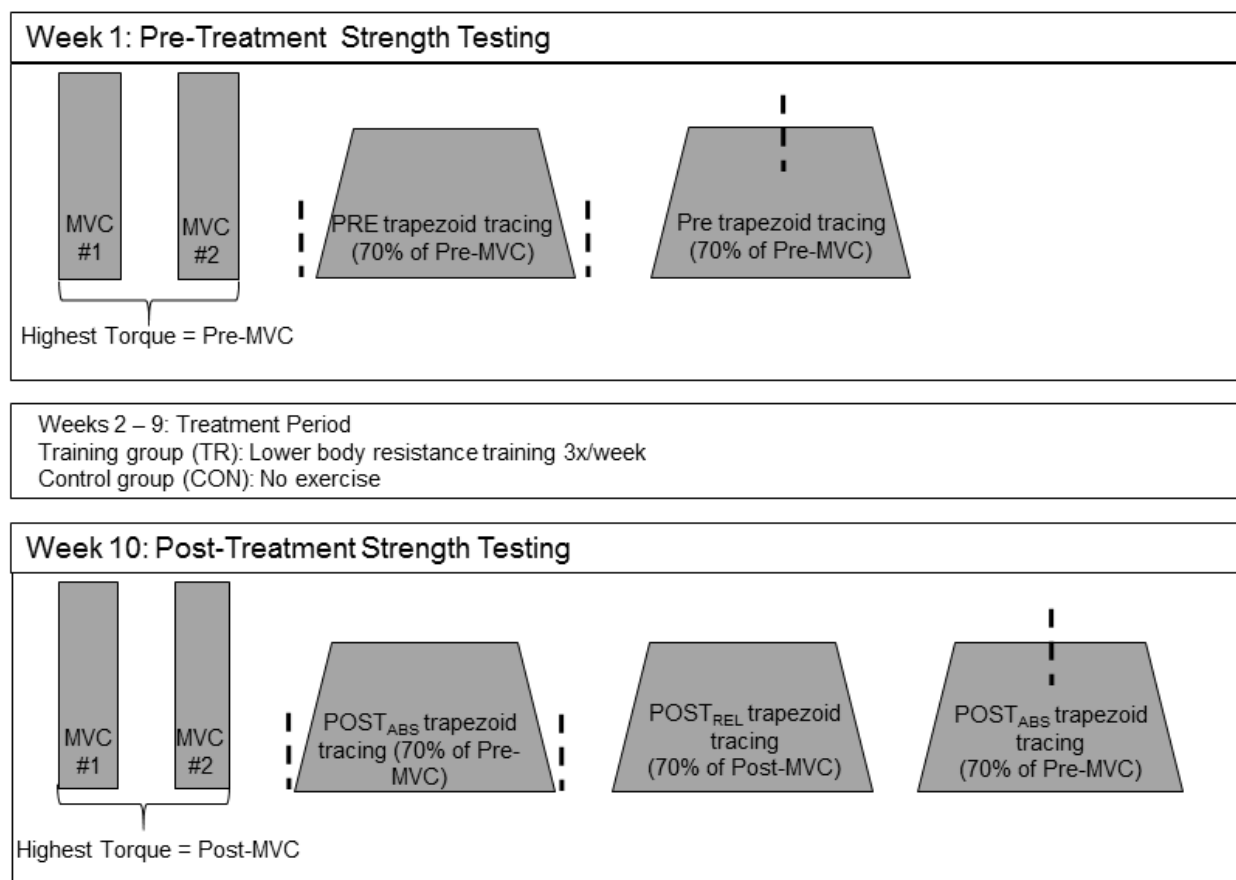 Week 1: Pre-Treatment Strength Testing
MVC
#1
MVC
#2
PRE trapezoid tracing
(70% of Pre-MVC)
Pre trapezoid tracing
(70% of Pre-MVC)
Highest Torque = Pre-MVC
Weeks 2 – 9: Treatment Period
Training group (TR): Lower body resistance training 3x/week
Control group (CON): No exercise
Week 10: Post-Treatment Strength Testing
MVC
#1
MVC
#2
POSTABS trapezoid
tracing (70% of Pre-
MVC)
POSTREL trapezoid
tracing
(70% of Post-MVC)
POSTABS trapezoid
tracing
(70% of Pre-MVC)
Highest Torque = Post-MVC